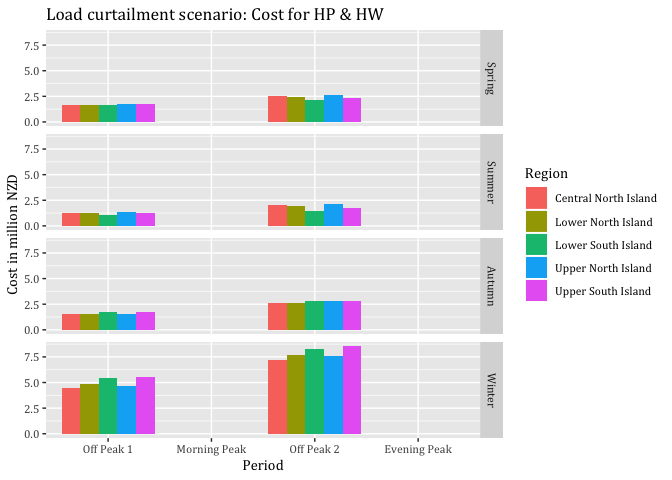 Load curtailment scenario: Cost for HP & HW
Cost in million NZD
7.5
5.0
2.5
0.0
Spring
7.5
5.0
2.5
0.0
Summer
7.5
5.0
2.5
0.0
Autumn
7.5
5.0
2.5
0.0
Winter
Off Peak 1 Morning Peak Off Peak 2 Evening Peak
Period
Region
Central North Island
Lower North Island
Lower South Island
Upper North Island
Upper South Island